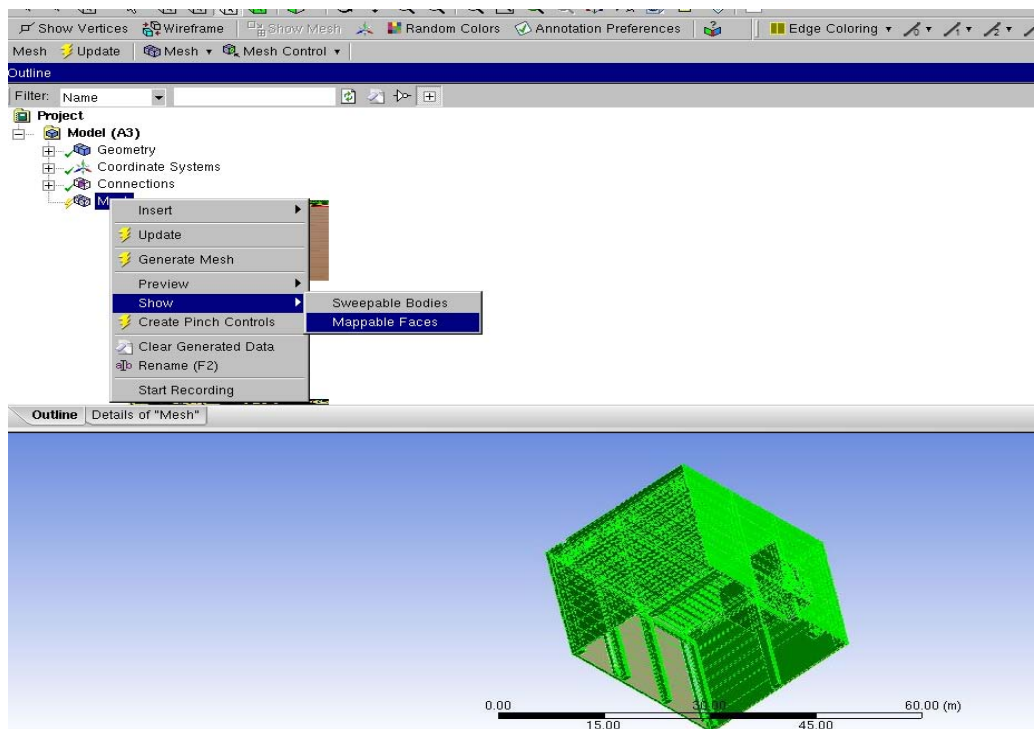 Show Vertices Wireframe Show Mesh Random Colors Annotation Preferences Edge Coloring
Mesh Update Mesh Mesh Control
Outline
Filter: Name
Project
Model (A3)
Geometry
Coordinate Systems
Connections
Insert
Update
Generate Mesh
Preview
Show
Sweepable Bodies
Mappable Faces
Create Pinch Controls
Clear Generated Data
Rename (F2)
Start Recording
Outline Details of "Mesh"
0.00 30.00 60.00 (m)
15.00 45.00